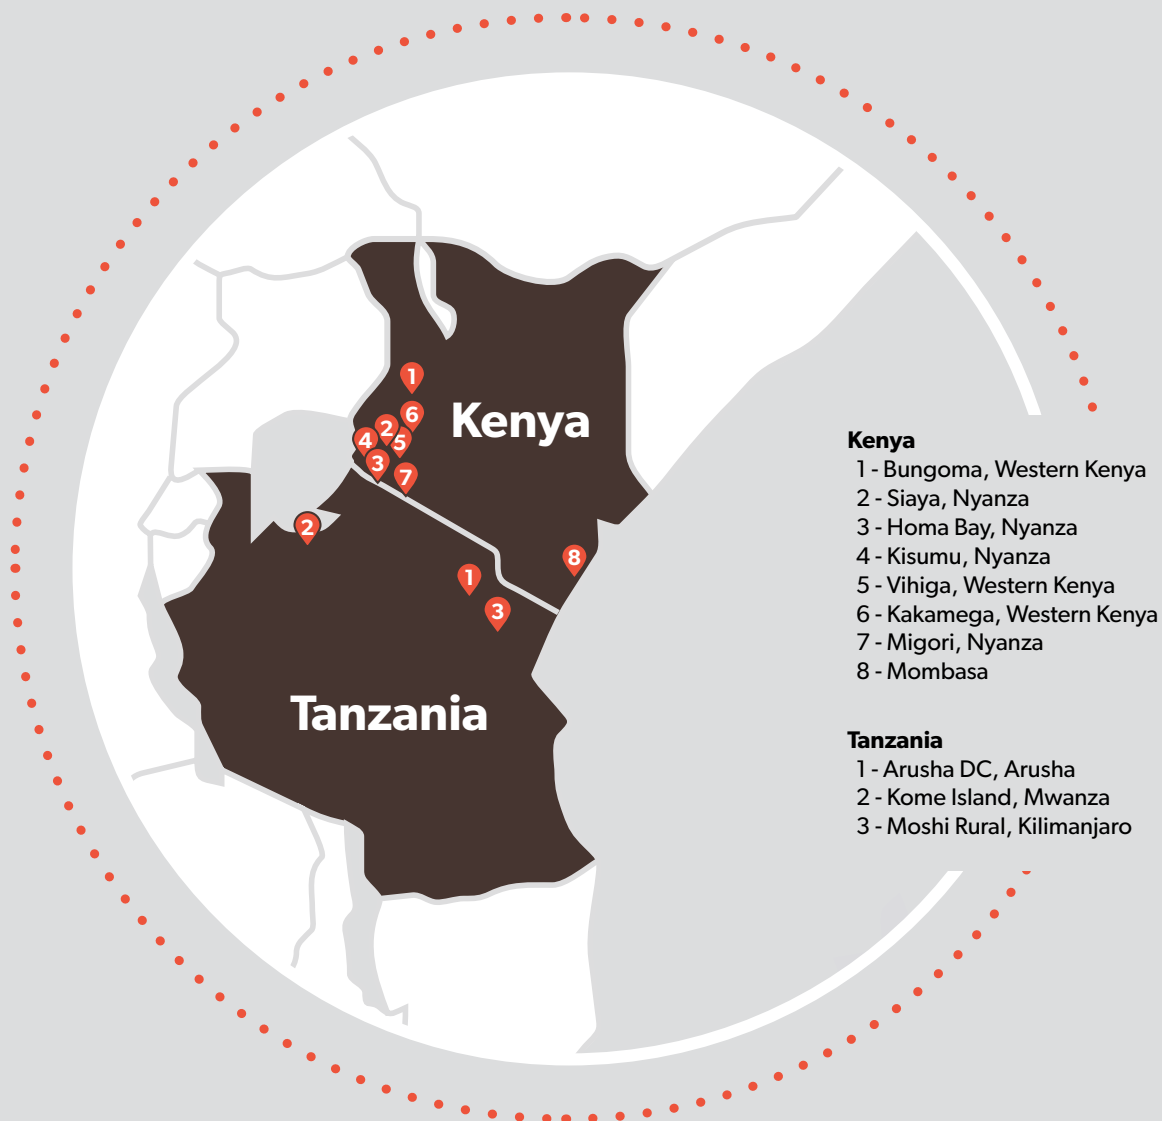 1
6
Kenya
2
4
5
3
7
2
8
1
3
Tanzania
Kenya
1 - Bungoma, Western Kenya
2 - Siaya, Nyanza
3 - Homa Bay, Nyanza
4 - Kisumu, Nyanza
5 - Vihiga, Western Kenya
6 - Kakamega, Western Kenya
7 - Migori, Nyanza
8 - Mombasa
Tanzania
1 - Arusha DC, Arusha
2 - Kome Island, Mwanza
3 - Moshi Rural, Kilimanjaro